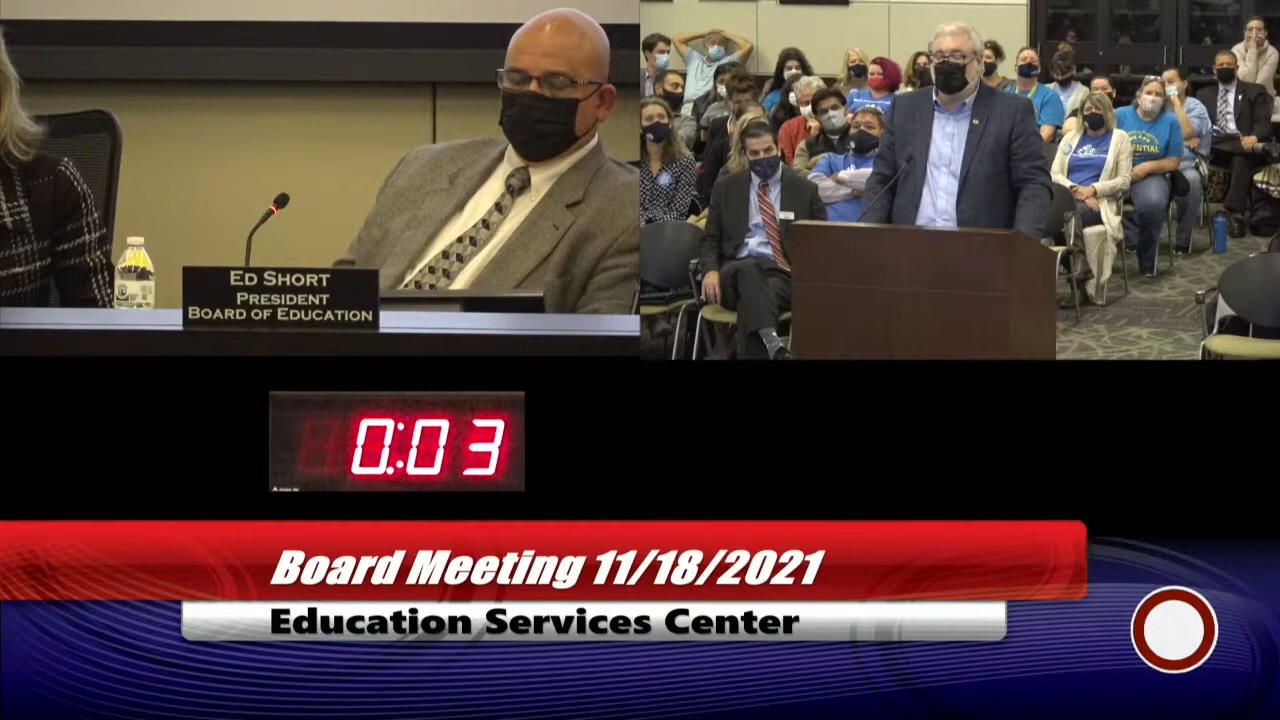 ED SHORT
PRESIDENT
BOARD OF EDUCATION
0:03
Board Meeting 11/18/2021
Education Services Center